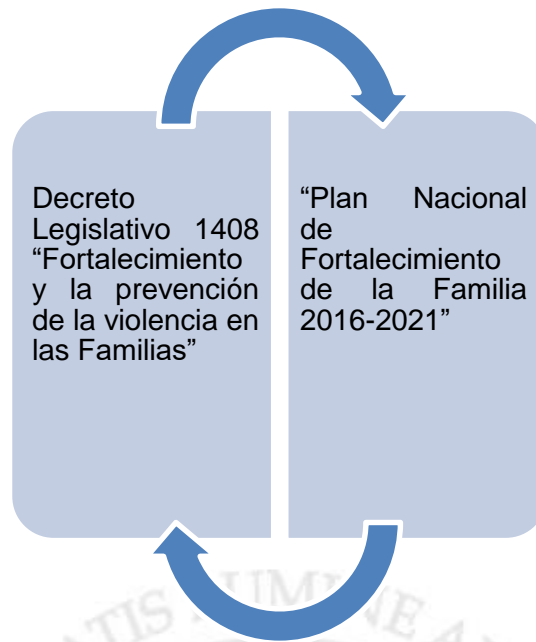 Decreto
Legislativo 1408
“Fortalecimiento
y la prevención
de la violencia en
las Familias”
“Plan Nacional
de
Fortalecimiento
de la Familia
2016-2021”